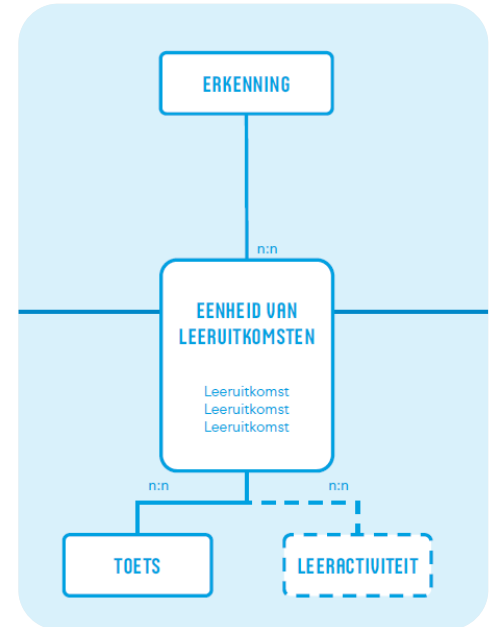 ERKENNING
n:n
EENHEID VAN
LEERUITKOMSTEN
Leeruitkomst
Leeruitkomst
Leeruitkomst
n:n
n:n
TOETS
LEERACTIVITEIT